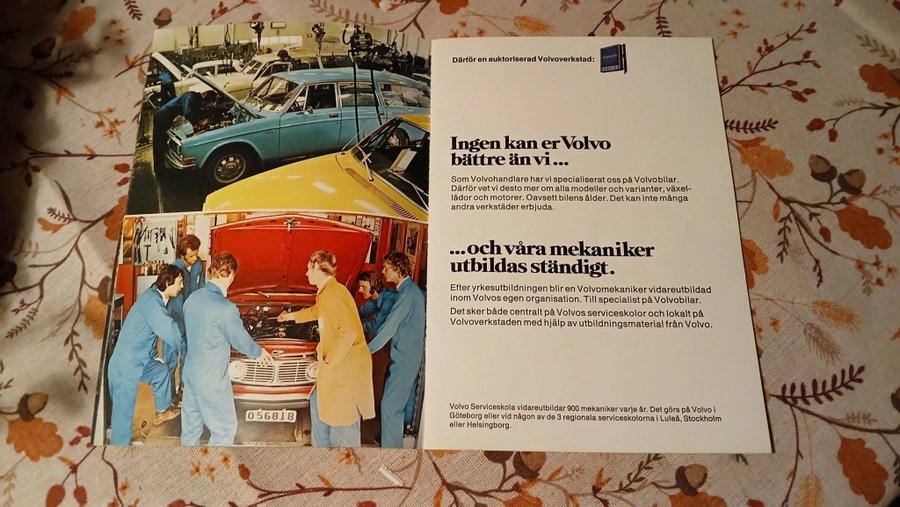 Därför en auktoriserad Volvoverkstad:
Ingen kan er Volvo
bättre än vi...
Som Volvohandlare har vi specialiserat oss på Volvobilar.
Därför vet vi desto mer om alla modeller och varianter, växel-
lådor och motorer. Oavsett bilens ålder. Det kan inte många
andra verkstäder erbjuda.
...och våra mekaniker
utbildas ständigt.
Efter yrkesutbildningen blir en Volvomekaniker vidareutbildad
inom Volvos egen organisation. Till specialist på Volvobilar.
Det sker både centralt på Volvos serviceskolor och lokalt på
Volvoverkstaden med hjälp av utbildningsmaterial från Volvo.
Volvo Serviceskola vidareutbildar 900 mekaniker varje år. Det görs på Volvo i
Göteborg eller vid någon av de 3 regionala serviceskolorna i Luleå, Stockholm
eller Helsingborg.
056818